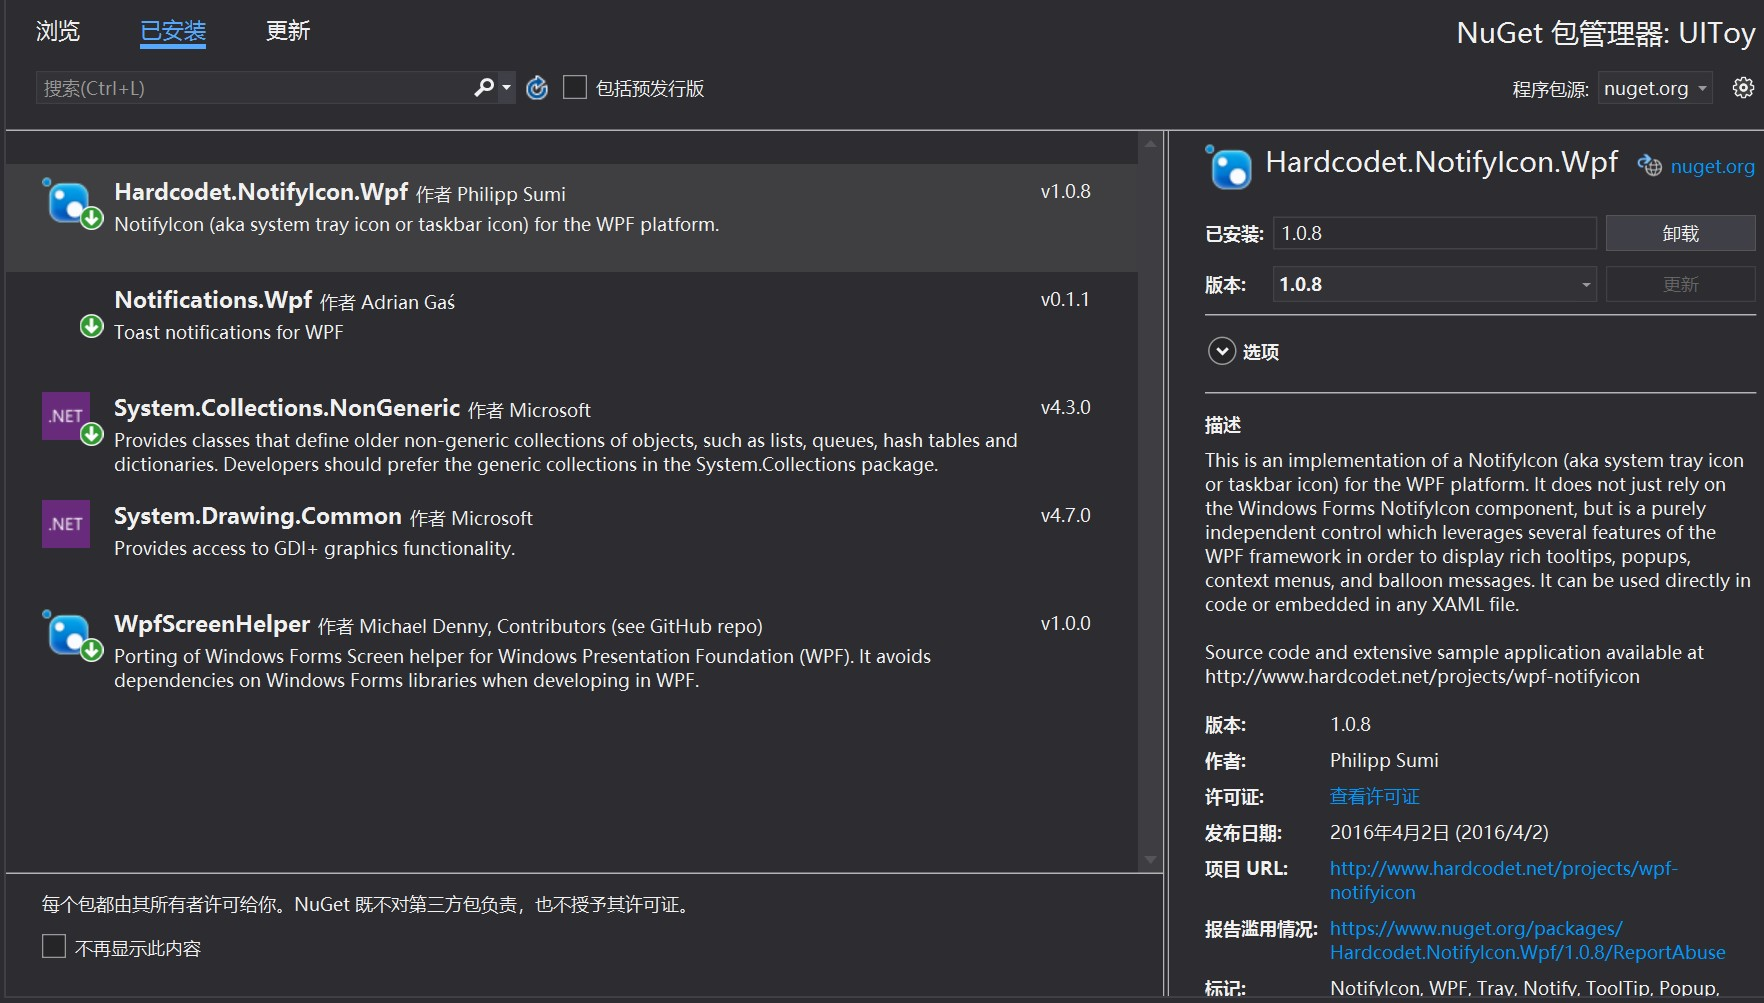 浏览 已安装 更新
NuGet 包管理器: UIToy
搜索(Ctrl+L)
包括预发行版
程序包源: nuget.org
Hardcodet.NotifyIcon.Wpf 作者 Philipp Sumi v1.0.8
NotifyIcon (aka system tray icon or taskbar icon) for the WPF platform.
Notifications.Wpf 作者 Adrian Gaś v0.1.1
Toast notifications for WPF
.NET
System.Collections.NonGeneric 作者 Microsoft v4.3.0
Provides classes that define older non-generic collections of objects, such as lists, queues, hash tables and
dictionaries. Developers should prefer the generic collections in the System.Collections package.
.NET
System.Drawing.Common 作者 Microsoft v4.7.0
Provides access to GDI+ graphics functionality.
WpfScreenHelper 作者 Michael Denny, Contributors (see GitHub repo) v1.0.0
Porting of Windows Forms Screen helper for Windows Presentation Foundation (WPF). It avoids
dependencies on Windows Forms libraries when developing in WPF.
每个包都由其所有者许可给你。NuGet 既不对第三方包负责，也不授予其许可证。
不再显示此内容
Hardcodet.NotifyIcon.Wpf nuget.org
已安装: 1.0.8 卸载
版本: 1.0.8 更新
选项
描述
This is an implementation of a NotifyIcon (aka system tray icon
or taskbar icon) for the WPF platform. It does not just rely on
the Windows Forms NotifyIcon component, but is a purely
independent control which leverages several features of the
WPF framework in order to display rich tooltips, popups,
context menus, and balloon messages. It can be used directly in
code or embedded in any XAML file.
Source code and extensive sample application available at
http://www.hardcodet.net/projects/wpf-notifyicon
版本: 1.0.8
作者: Philipp Sumi
许可证: 查看许可证
发布日期: 2016年4月2日 (2016/4/2)
项目 URL: http://www.hardcodet.net/projects/wpf-
notifyicon
报告滥用情况: https://www.nuget.org/packages/
Hardcodet.NotifyIcon.Wpf/1.0.8/ReportAbuse
标记: NotifyIcon, WPF, Tray, Notify, ToolTip, Popup,